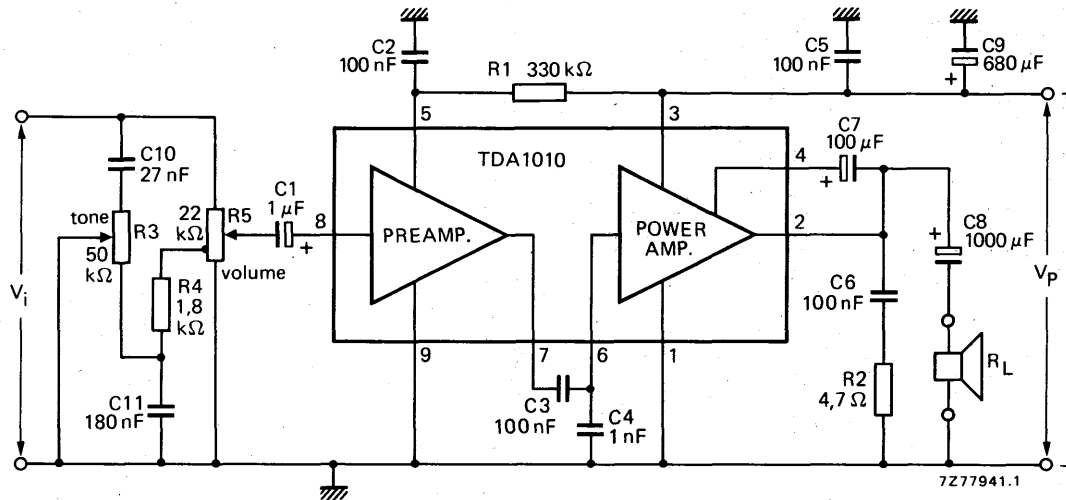 C2
100 nF
R1 330 kΩ
C5
100 nF
C9
680 μF
+
+
5
3
TDA1010
C7
100 μF
4
+
C10
27 nF
tone
R3
50
kΩ
22
kΩ
R5
volume
C1
1 μF
8
+
PREAMP.
POWER
AMP.
2
+
C8
1000 μF
Vi
R4
1,8
kΩ
C6
100 nF
VP
9
7
6
1
C11
180 nF
C3
100 nF
C4
1 nF
R2
4,7 Ω
RL
7Z77941.1